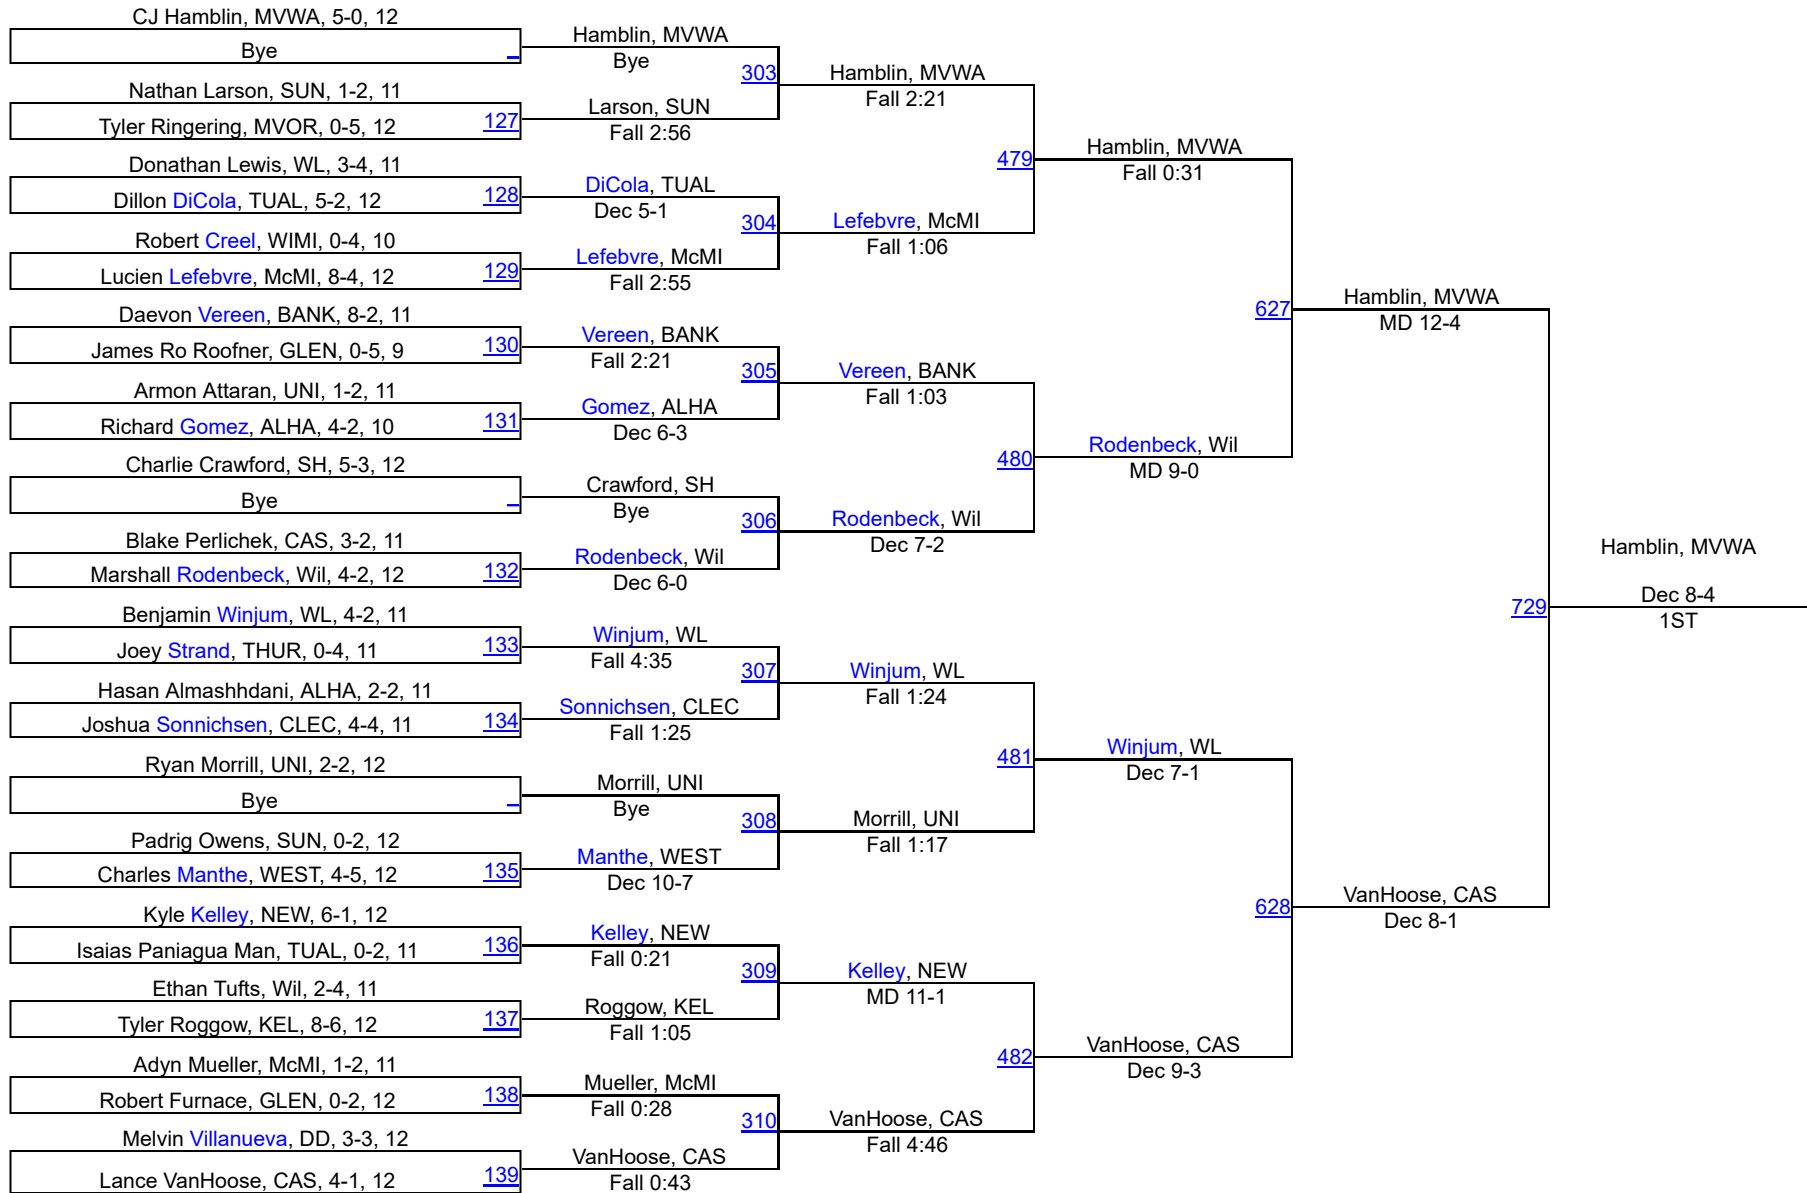 CJ Hamblin, MVWA, 5-0, 12
Bye
Nathan Larson, SUN, 1-2, 11
Tyler Ringering, MVOR, 0-5, 12
127
Donathan Lewis, WL, 3-4, 11
Dillon DiCola, TUAL, 5-2, 12
128
Robert Creel, WIMI, 0-4, 10
Lucien Lefebvre, McMI, 8-4, 12
129
Daevon Vereen, BANK, 8-2, 11
James Ro Roofner, GLEN, 0-5, 9
130
Armon Attaran, UNI, 1-2, 11
Richard Gomez, ALHA, 4-2, 10
131
Charlie Crawford, SH, 5-3, 12
Bye
Blake Perlichek, CAS, 3-2, 11
Marshall Rodenbeck, Wil, 4-2, 12
132
Benjamin Winjum, WL, 4-2, 11
Joey Strand, THUR, 0-4, 11
133
Hasan Almashhdani, ALHA, 2-2, 11
Joshua Sonnichsen, CLEC, 4-4, 11
134
Ryan Morrill, UNI, 2-2, 12
Bye
Padrig Owens, SUN, 0-2, 12
Charles Manthe, WEST, 4-5, 12
135
Kyle Kelley, NEW, 6-1, 12
Isaias Paniagua Man, TUAL, 0-2, 11
136
Ethan Tufts, Wil, 2-4, 11
Tyler Roggow, KEL, 8-6, 12
137
Adyn Mueller, McMI, 1-2, 11
Robert Furnace, GLEN, 0-2, 12
138
Melvin Villanueva, DD, 3-3, 12
Lance VanHoose, CAS, 4-1, 12
139
Hamblin, MVWA
Bye
303
Larson, SUN
Fall 2:56
DiCola, TUAL
Dec 5-1
304
Lefebvre, McMI
Fall 2:55
Vereen, BANK
Fall 2:21
305
Gomez, ALHA
Dec 6-3
Crawford, SH
Bye
306
Rodenbeck, Wil
Dec 6-0
Winjum, WL
Fall 4:35
307
Sonnichsen, CLEC
Fall 1:25
Morrill, UNI
Bye
308
Manthe, WEST
Dec 10-7
Kelley, NEW
Fall 0:21
309
Roggow, KEL
Fall 1:05
Mueller, McMI
Fall 0:28
310
VanHoose, CAS
Fall 0:43
Hamblin, MVWA
Fall 2:21
479
Lefebvre, McMI
Fall 1:06
Vereen, BANK
Fall 1:03
480
Rodenbeck, Wil
Dec 7-2
Winjum, WL
Fall 1:24
481
Morrill, UNI
Fall 1:17
Kelley, NEW
MD 11-1
482
VanHoose, CAS
Fall 4:46
Hamblin, MVWA
Fall 0:31
627
Rodenbeck, Wil
MD 9-0
Winjum, WL
Dec 7-1
628
VanHoose, CAS
Dec 9-3
Hamblin, MVWA
MD 12-4
729
VanHoose, CAS
Dec 8-1
Hamblin, MVWA
Dec 8-4
1ST